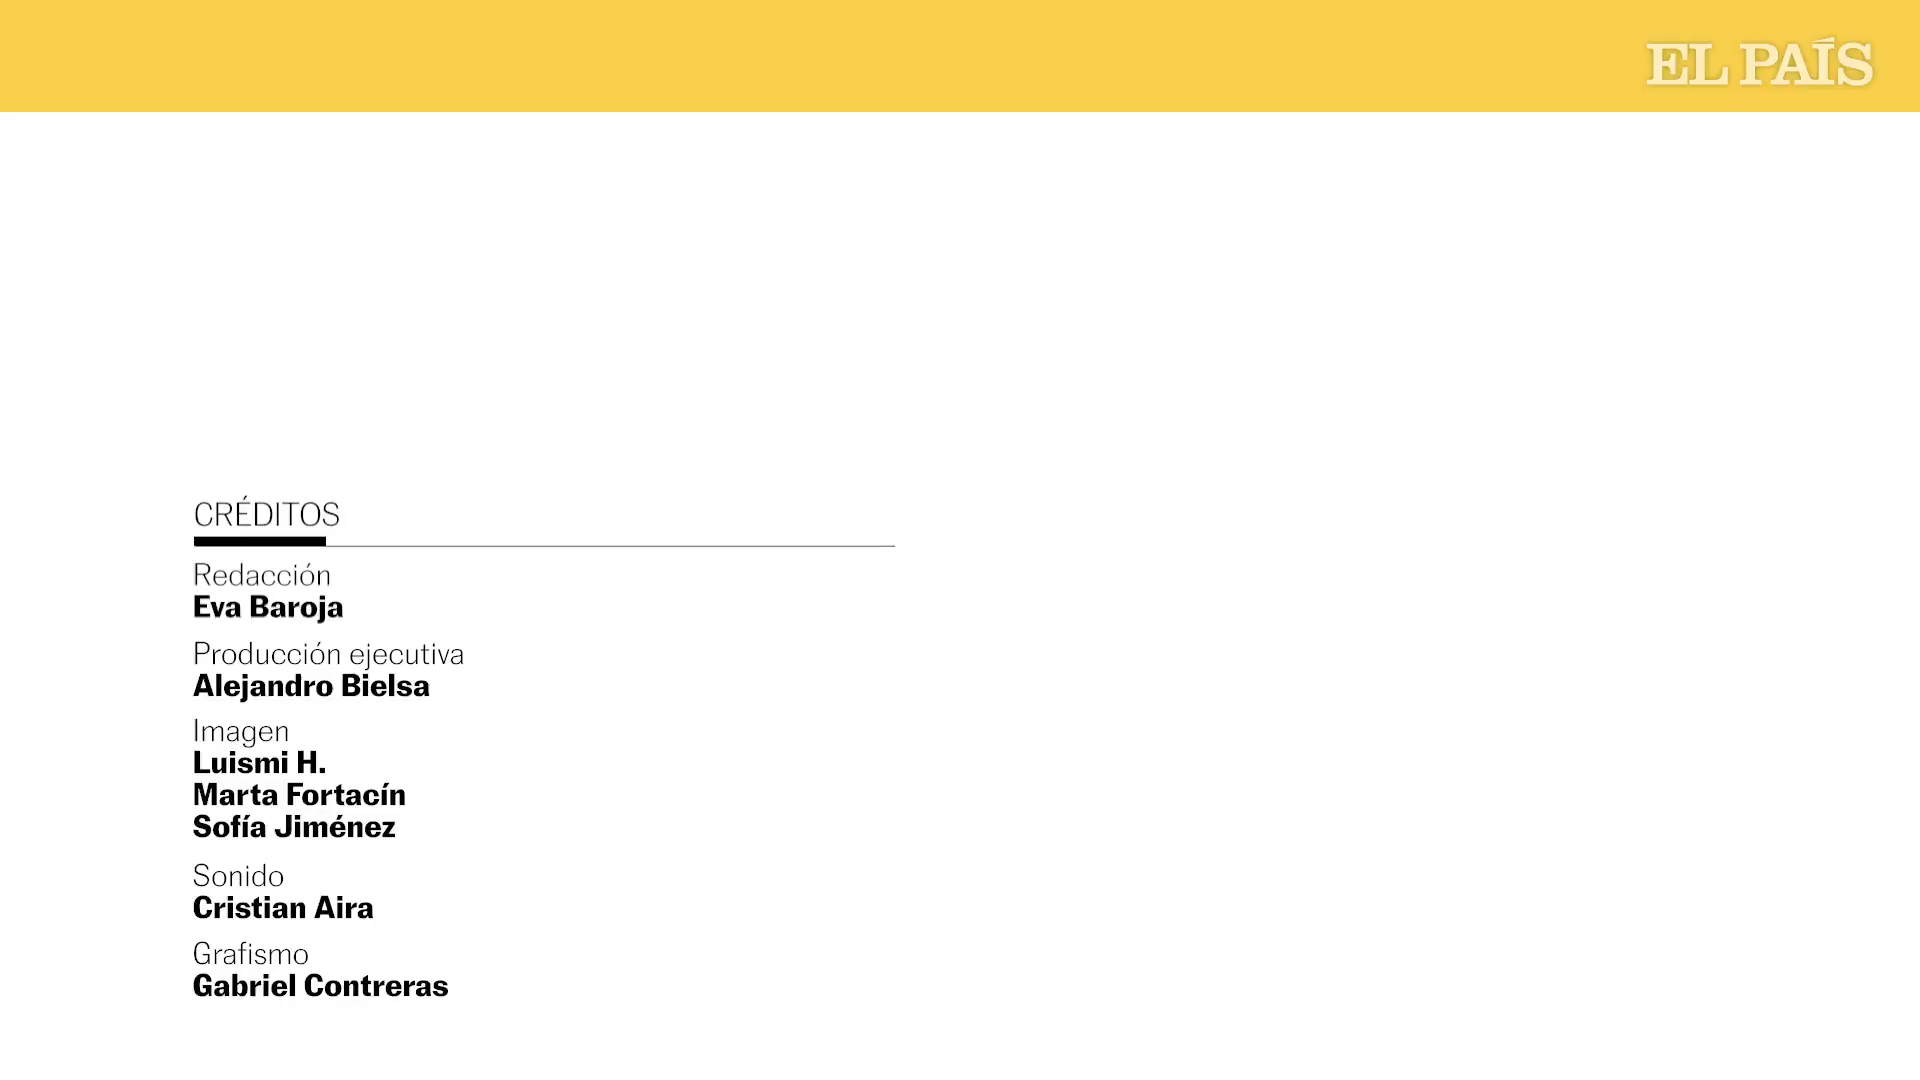 EL PAÍS
CRÉDITOS
Redacción
Eva Baroja
Producción ejecutiva
Alejandro Bielsa
Imagen
Luismi H.
Marta Fortacín
Sofía Jiménez
Sonido
Cristian Aira
Grafismo
Gabriel Contreras